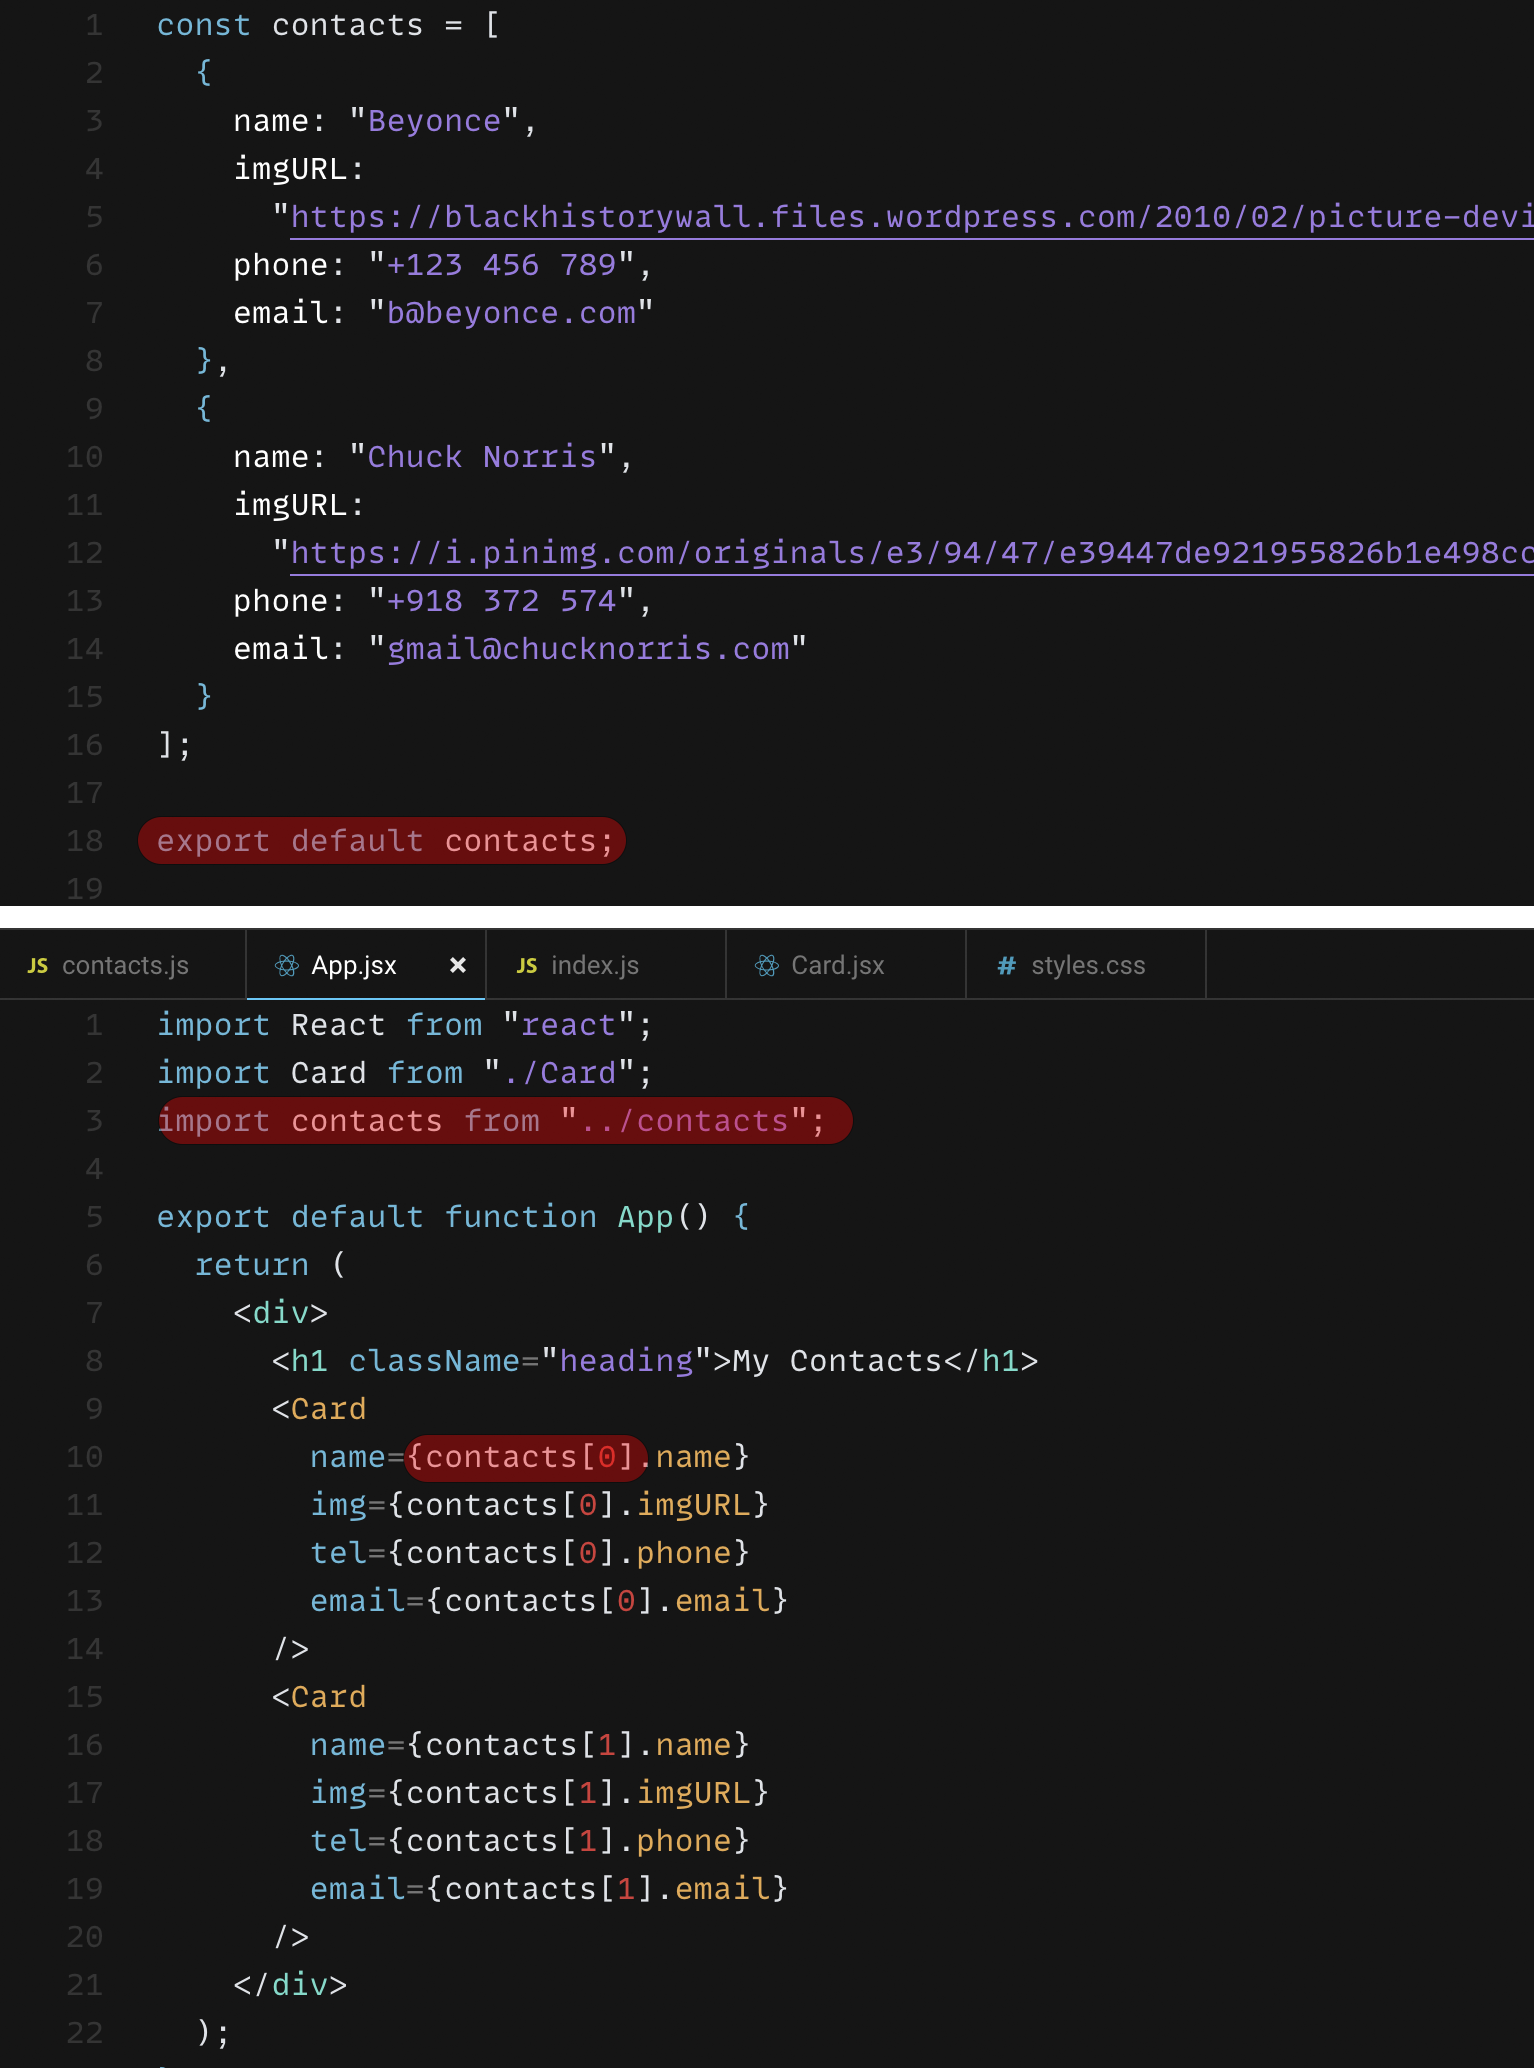 1 const contacts = [
2 {
3 name: "Beyonce",
4 imgURL:
5 "https://blackhistorywall.files.wordpress.com/2010/02/picture-devi
6 phone: "+123 456 789",
7 email: "b@beyonce.com"
8 },
9 {
10 name: "Chuck Norris",
11 imgURL:
12 "https://i.pinimg.com/originals/e3/94/47/e39447de921955826b1e498cc
13 phone: "+918 372 574",
14 email: "gmail@chucknorris.com"
15 }
16 ];
17
18 export default contacts;
19
JS contacts.js App.jsx × JS index.js Card.jsx # styles.css
1 import React from "react";
2 import Card from "./Card";
3 import contacts from "../contacts";
4
5 export default function App() {
6 return (
7 <div>
8 <h1 className="heading">My Contacts</h1>
9 <Card
10 name={contacts[0].name}
11 img={contacts[0].imgURL}
12 tel={contacts[0].phone}
13 email={contacts[0].email}
14 />
15 <Card
16 name={contacts[1].name}
17 img={contacts[1].imgURL}
18 tel={contacts[1].phone}
19 email={contacts[1].email}
20 />
21 </div>
22 );